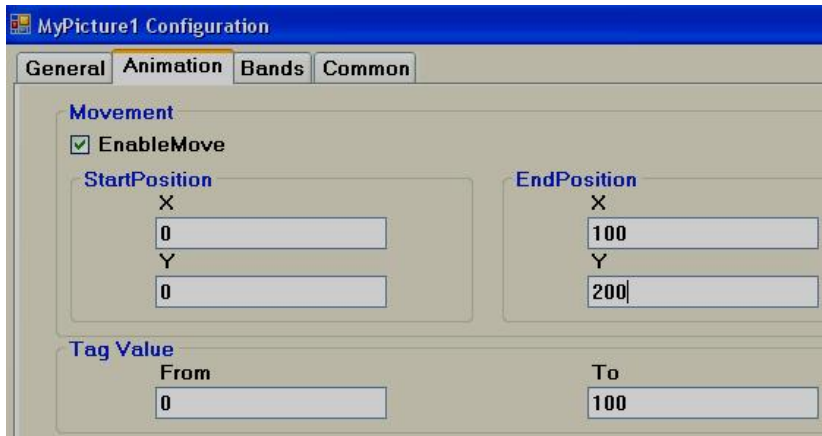 MyPicture1 Configuration
General Animation Bands Common
Movement
EnableMove
StartPosition EndPosition
X X
0 100
Y Y
0 200
Tag Value
From To
0 100